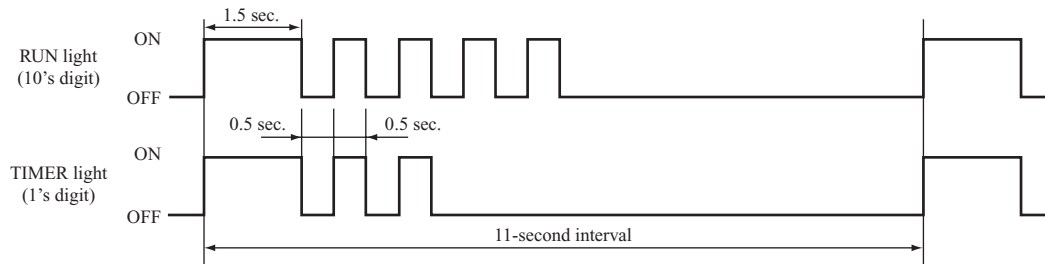 1.5 sec.
RUN light
(10's digit)
ON
OFF
0.5 sec.
0.5 sec.
TIMER light
(1's digit)
ON
OFF
11-second interval